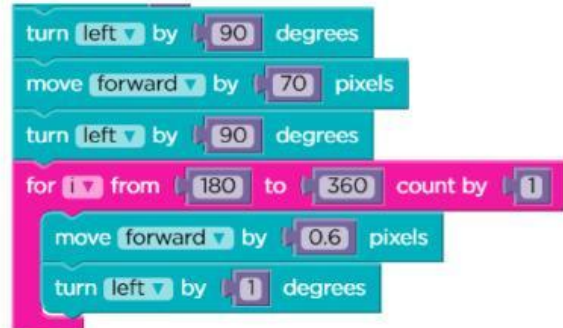 turn left by 90 degrees
move forward by 70 pixels
turn left by 90 degrees
for i from 180 to 360 count by 1
move forward by 0.6 pixels
turn left by 1 degrees